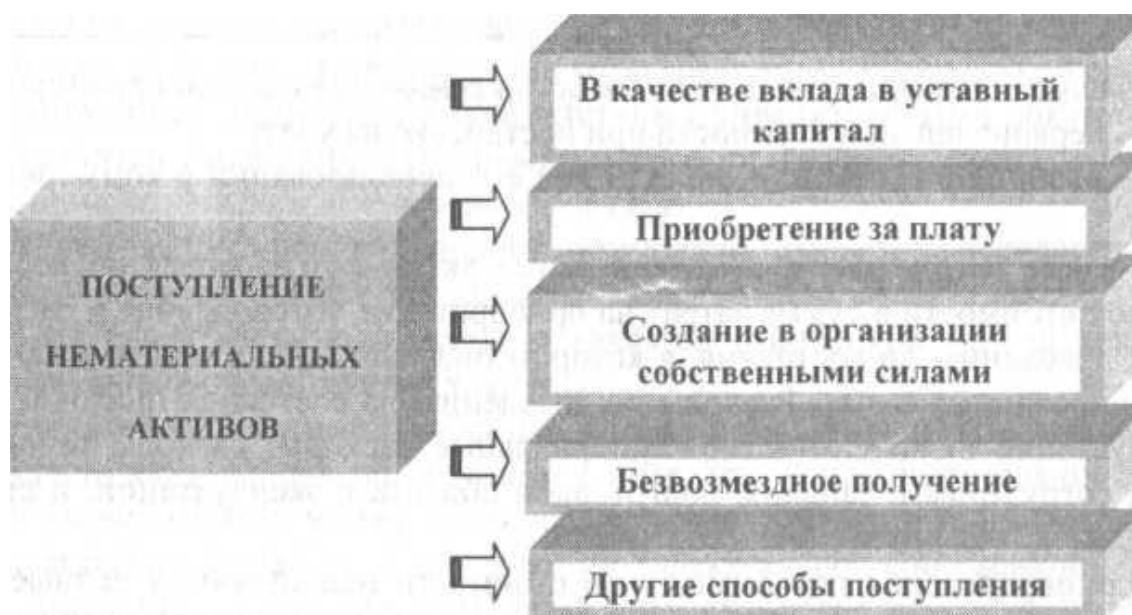 ПОСТУПЛЕНИЕ
НЕМАТЕРИАЛЬНЫХ
АКТИВОВ
В качестве вклада в уставный
капитал
Приобретение за плату
Создание в организации
собственными силами
Безвозмездное получение
Другие способы поступления